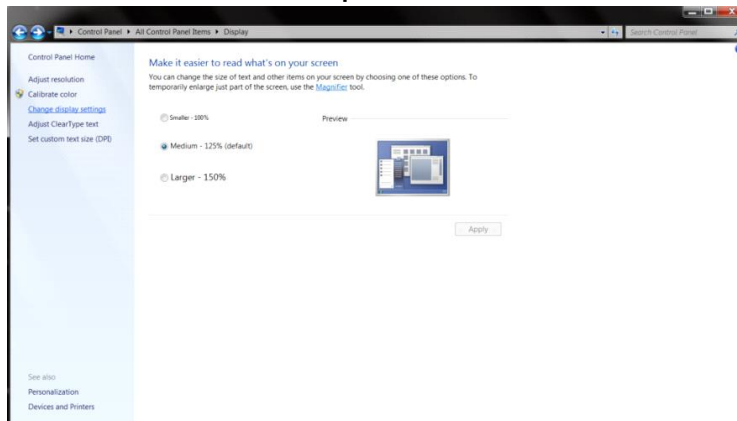 Control Panel ▸ All Control Panel Items ▸ Display
Search Control Panel
Control Panel Home
Adjust resolution
Calibrate color
Change display settings
Adjust ClearType text
Set custom text size (DPI)
Make it easier to read what's on your screen
You can change the size of text and other items on your screen by choosing one of these options. To
temporarily enlarge just part of the screen, use the Magnifier tool.
Smaller - 100%
Preview
Medium - 125% (default)
Larger - 150%
Apply
See also
Personalization
Devices and Printers